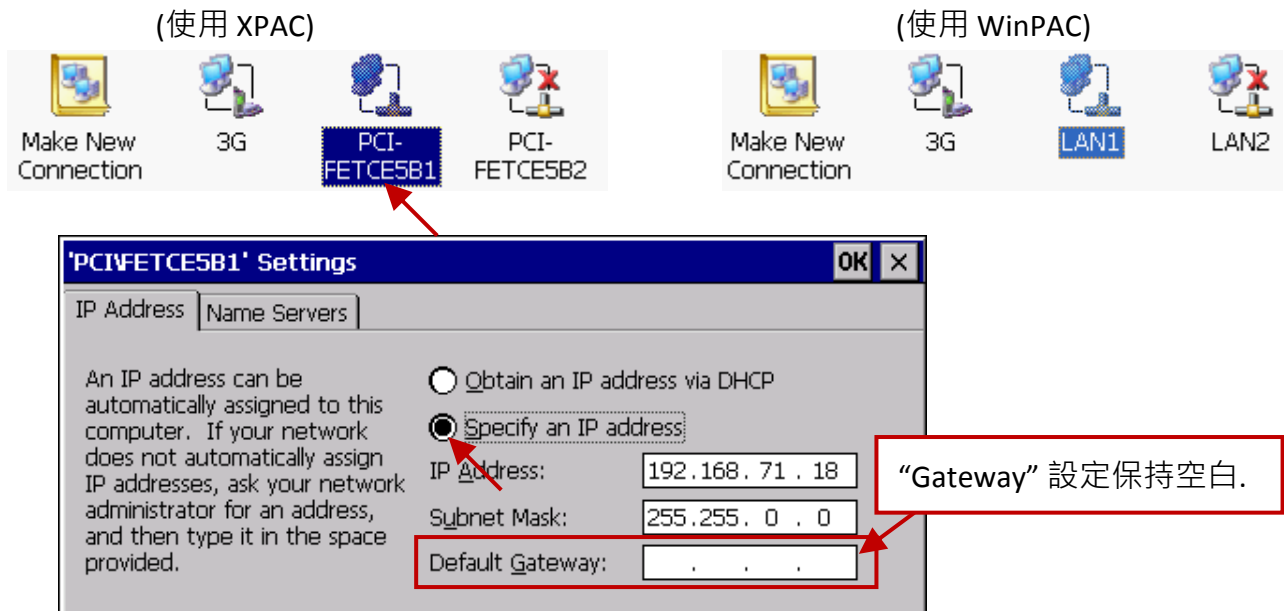 (使用 XPAC)
(使用 WinPAC)
Make New
Connection
3G
PCI-
FETCE5B1
PCI-
FETCE5B2
Make New
Connection
3G
LAN1
LAN2
'PCI\FETCE5B1' Settings
OK
IP Address
Name Servers
An IP address can be
automatically assigned to this
computer. If your network
does not automatically assign
IP addresses, ask your network
administrator for an address,
and then type it in the space
provided.
Obtain an IP address via DHCP
Specify an IP address
IP Address: 192.168. 71 . 18
Subnet Mask: 255.255. 0 . 0
Default Gateway: . . .
“Gateway” 設定保持空白.